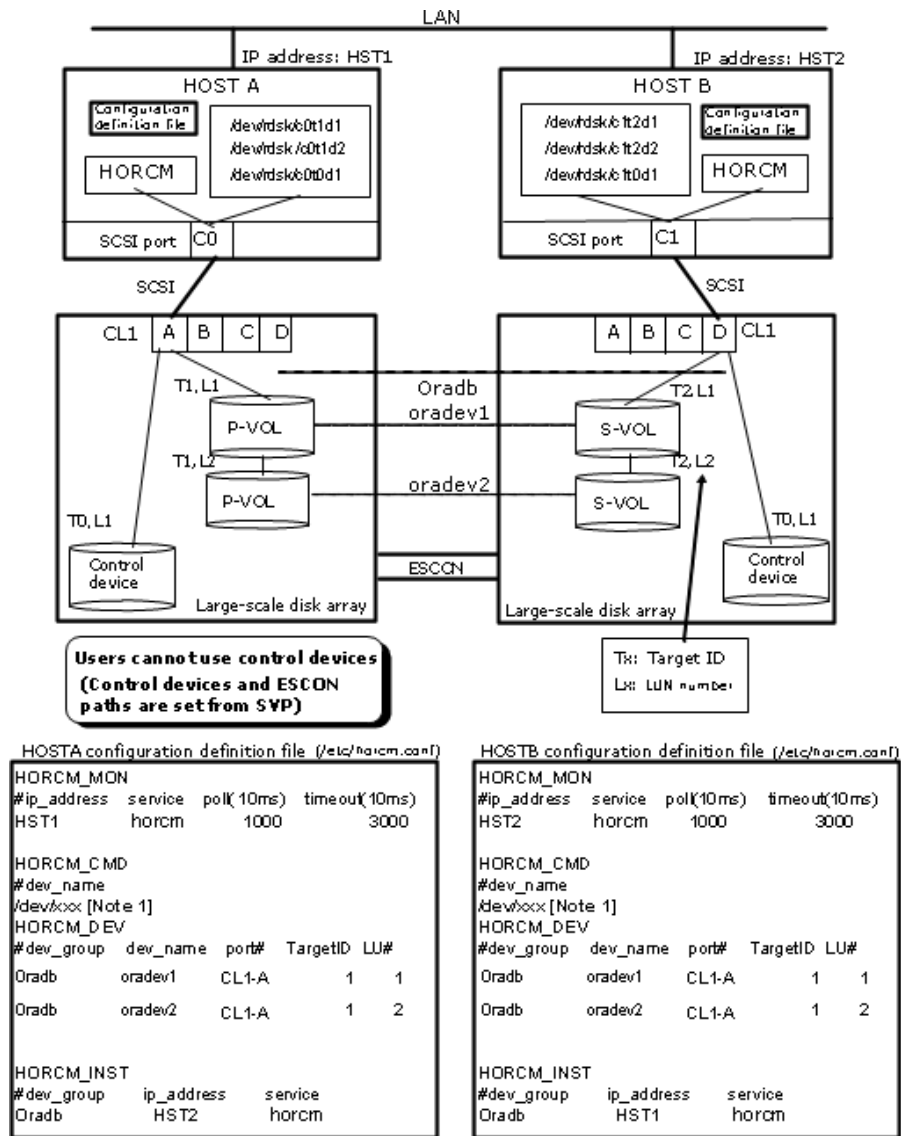 LAN
IP address: HST1
IP address: HST2
HOST A
Configuration
definition file
/dev/rdsk/c0t1d1
/dev/rdsk/c0t1d2
/dev/rdsk/c0t0d1
HORCM
SCSI port
C0
HOST B
/dev/rdsk/c1t2d1
/dev/rdsk/c1t2d2
/dev/rdsk/c1t0d1
Configuration
definition file
HORCM
SCSI port
C1
SCSI
SCSI
CL1 A B C D
A B C D CL1
T1, L1
Oradb
T2, L1
P-VOL
oradev1
S-VOL
T1, L2
T2, L2
P-VOL
oradev2
S-VOL
T0, L1
T0, L1
Control
device
ESCON
Control
device
Large-scale disk array
Large-scale disk array
Users cannot use control devices
(Control devices and ESCON
paths are set from SVP)
Tx: Target ID
Lx: LUN number
HOSTA configuration definition file (/etc/horcm.conf)
HORCM_MON
#ip_address service poll(10ms) timeout(10ms)
HST1 horcm 1000 3000
HORCM_CMD
#dev_name
/dev/xxx [Note 1]
HORCM_DEV
#dev_group dev_name port# TargetID LU#
Oradb oradev1 CL1-A 1 1
Oradb oradev2 CL1-A 1 2
HORCM_INST
#dev_group ip_address service
Oradb HST2 horcm
HOSTB configuration definition file (/etc/horcm.conf)
HORCM_MON
#ip_address service poll(10ms) timeout(10ms)
HST2 horcm 1000 3000
HORCM_CMD
#dev_name
/dev/xxx [Note 1]
HORCM_DEV
#dev_group dev_name port# TargetID LU#
Oradb oradev1 CL1-A 1 1
Oradb oradev2 CL1-A 1 2
HORCM_INST
#dev_group ip_address service
Oradb HST1 horcm